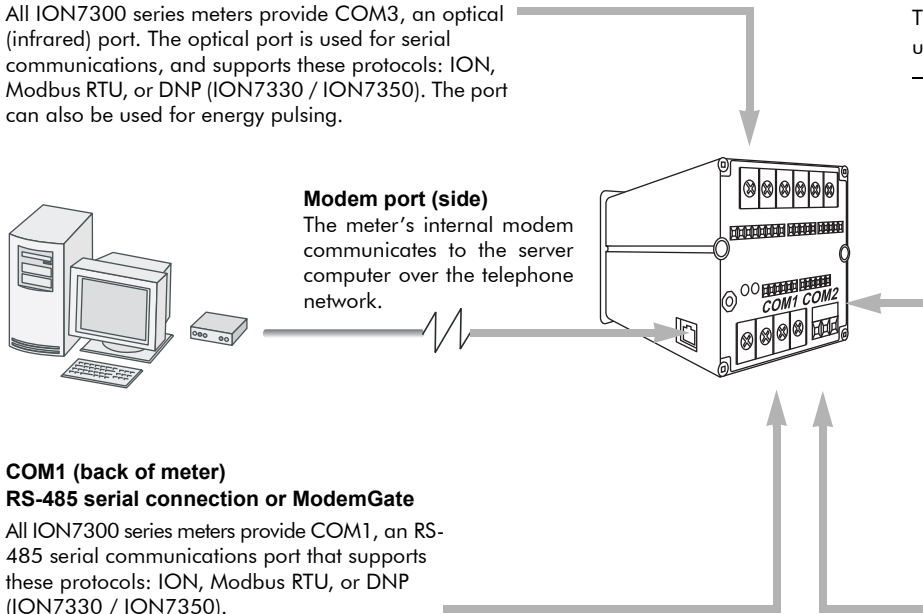 All ION7300 series meters provide COM3, an optical
(infrared) port. The optical port is used for serial
communications, and supports these protocols: ION,
Modbus RTU, or DNP (ION7330 / ION7350). The port
can also be used for energy pulsing.
Modem port (side)
The meter's internal modem
communicates to the server
computer over the telephone
network.
COM1 COM2
COM1 (back of meter)
RS-485 serial connection or ModemGate
All ION7300 series meters provide COM1, an RS-
485 serial communications port that supports
these protocols: ION, Modbus RTU, or DNP
(ION7330 / ION7350).